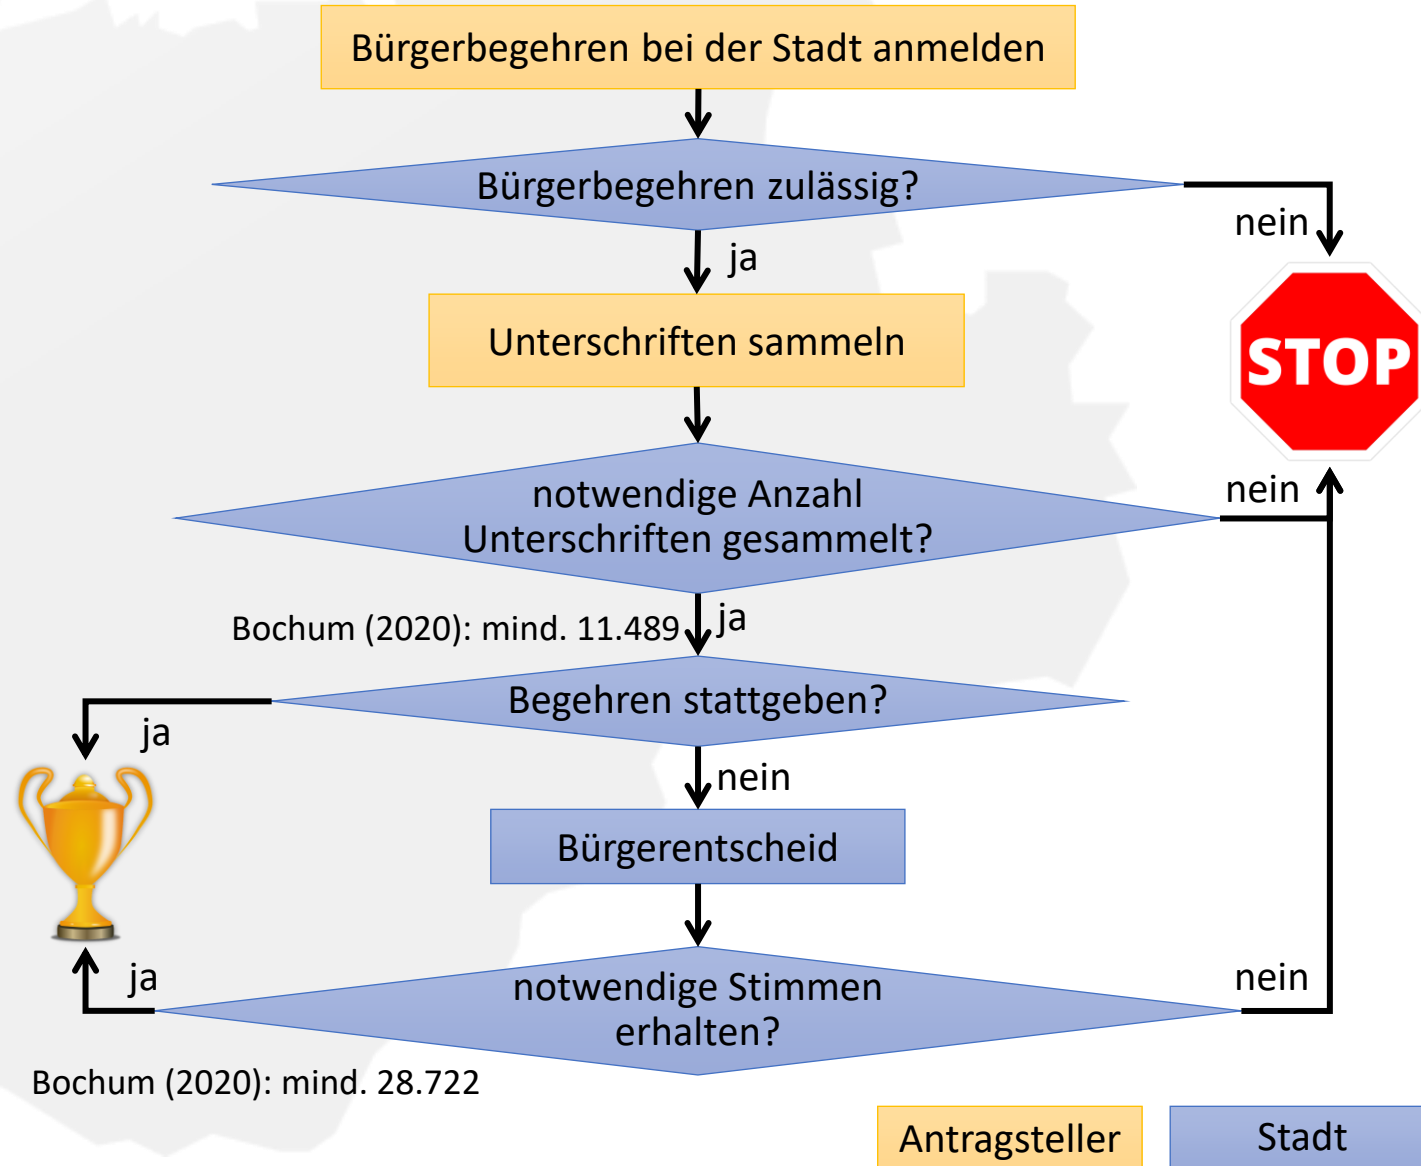 Bürgerbegehren bei der Stadt anmelden
Bürgerbegehren zulässig?
nein
ja
Unterschriften sammeln
STOP
notwendige Anzahl
Unterschriften gesammelt?
nein
Bochum (2020): mind. 11.489
ja
Begehren stattgeben?
ja
nein
Bürgerentscheid
notwendige Stimmen
erhalten?
ja
nein
Bochum (2020): mind. 28.722
Antragsteller
Stadt